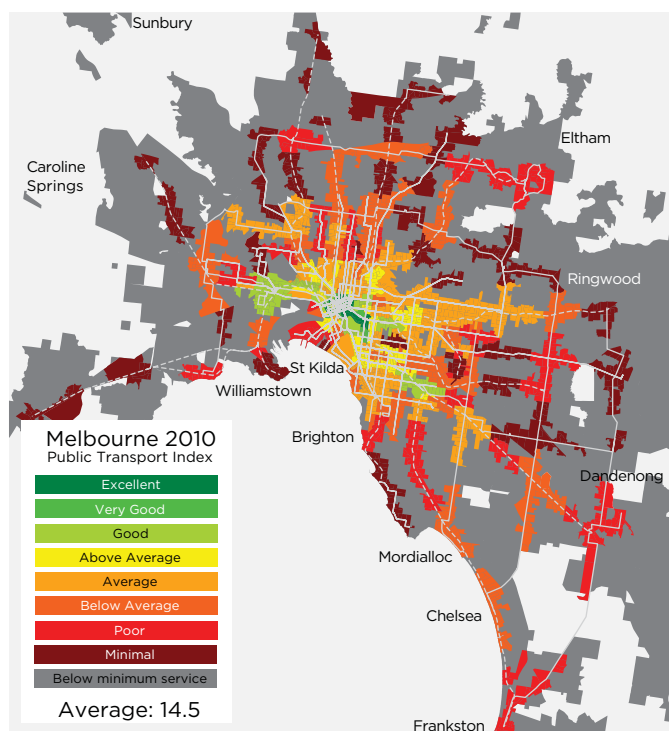 Sunbury
Eltham
Caroline
Springs
Ringwood
St Kilda
Williamstown
Brighton
Melbourne 2010
Public Transport Index
Excellent
Very Good
Good
Above Average
Average
Below Average
Poor
Minimal
Below minimum service
Average: 14.5
Dandenong
Mordialloc
Chelsea
Frankston